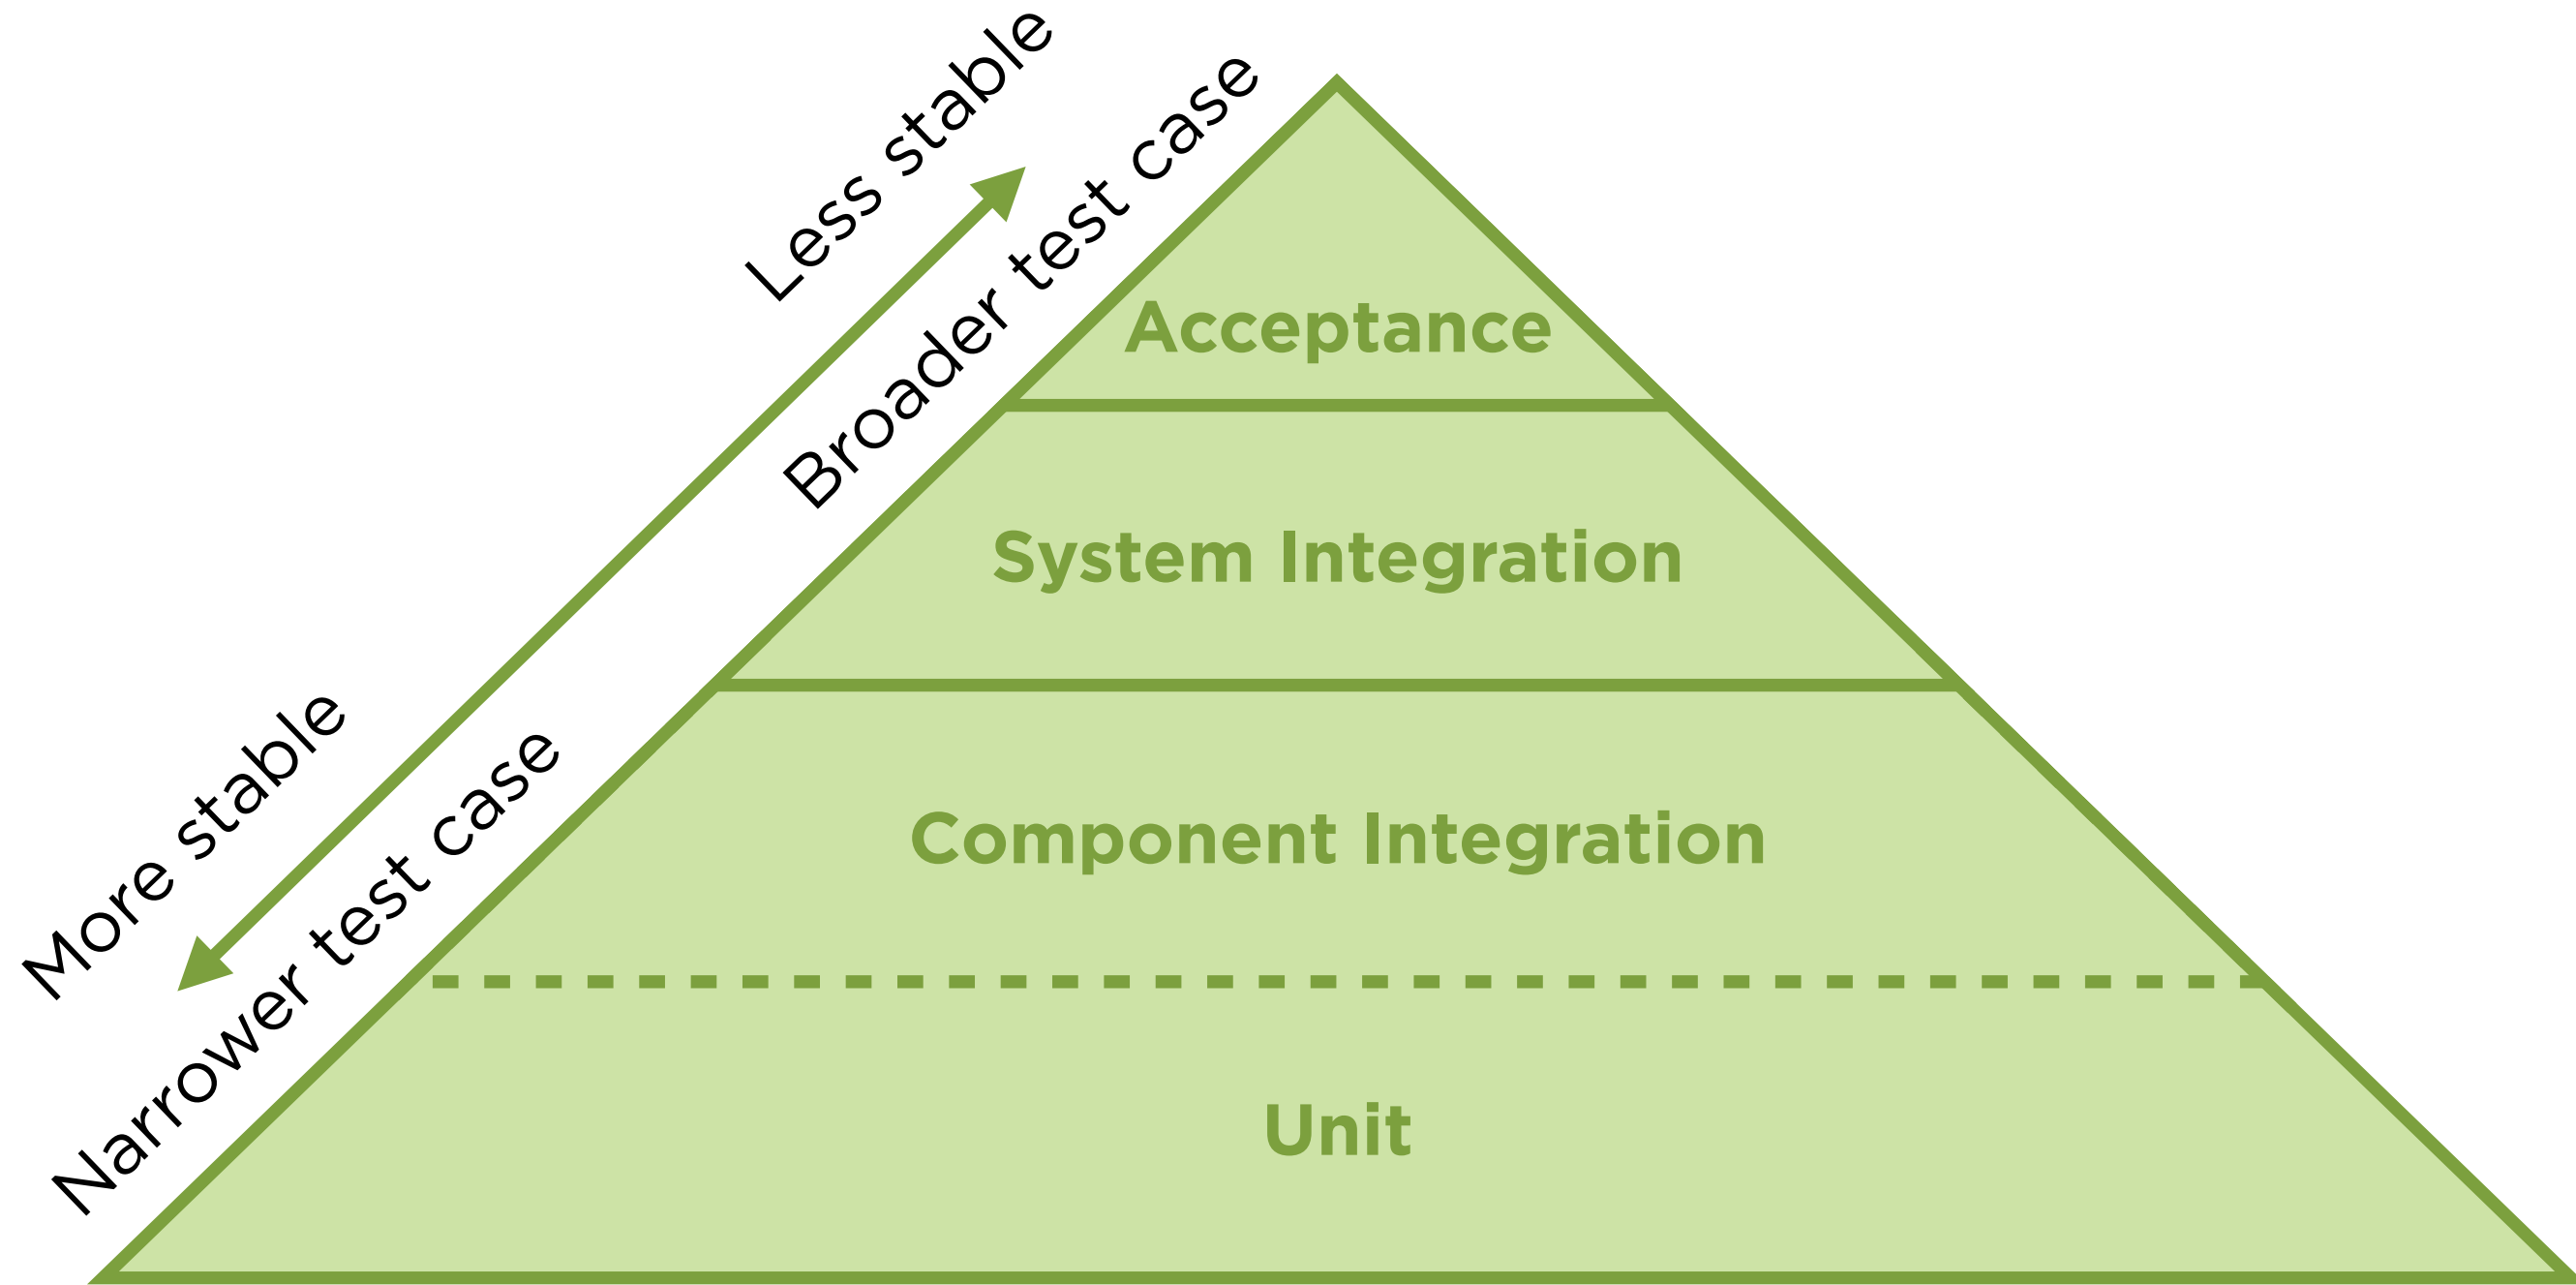 Less stable
Broader test case
Acceptance
System Integration
More stable
Narrower test case
Component Integration
Unit